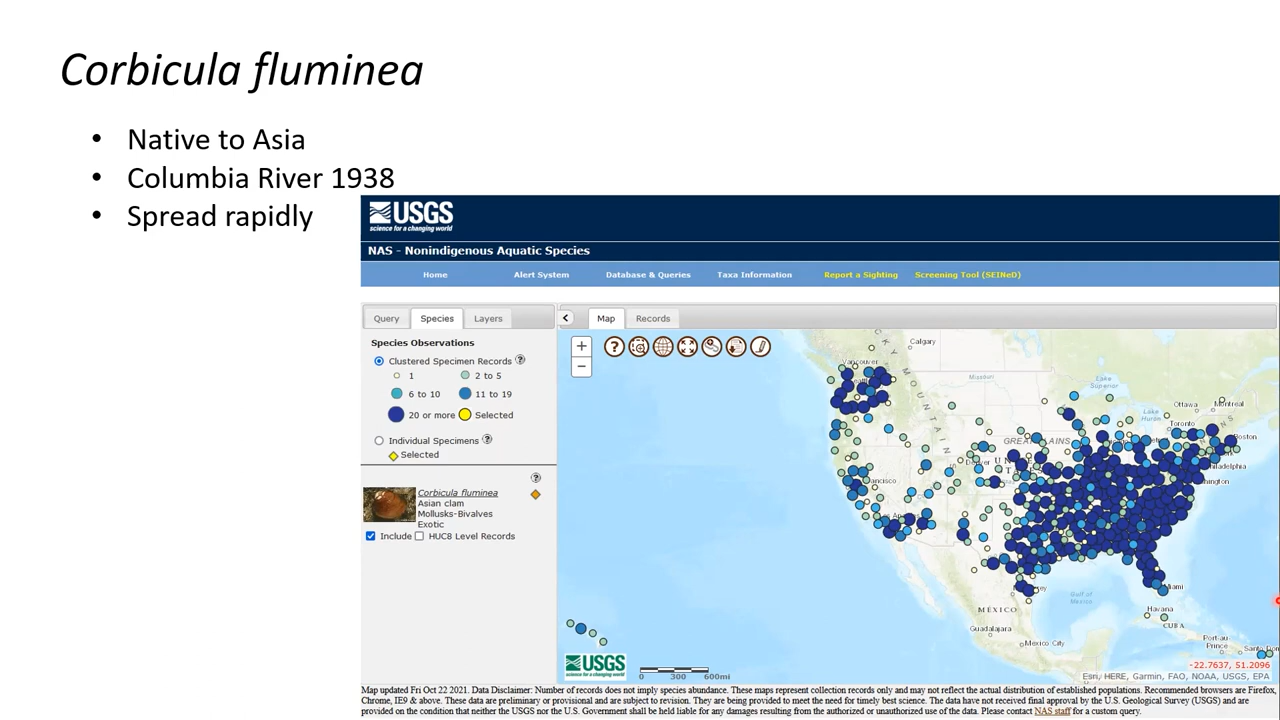 Corbicula fluminea
• Native to Asia
• Columbia River 1938
• Spread rapidly
USGS
science for a changing world
NAS - Nonindigenous Aquatic Species
Home Alert System Database & Queries Taxa Information Report a Sighting Screening Tool (SEINeD)
Query Species Layers
< Map Records
Species Observations
Clustered Specimen Records ?
1 2 to 5
6 to 10 11 to 19
20 or more Selected
Individual Specimens ?
Selected
?
Corbicula fluminea
Asian clam
Mollusks-Bivalves
Exotic
Include HUC8 Level Records
+
−
?
Calgary
Vancouver
Missouri
Lake
Superior
Ottawa
Montreal
Lake
Huron
Toronto
Boston
GREAT PLAINS
Denver
Miami
Gulf of
Mexico
Havana
CUBA
MÉXICO
Guadalajara
Mexico City
Port-au
Prince
USGS
0 300 600mi
-22.7637, 51.2096
Esri, HERE, Garmin, FAO, NOAA, USGS, EPA
Map updated Fri Oct 22 2021. Data Disclaimer: Number of records does not imply species abundance. These maps represent collection records only and may not reflect the actual distribution of established populations. Recommended browsers are Firefox,
Chrome, IE9 & above. These data are preliminary or provisional and are subject to revision. They are being provided to meet the need for timely best science. The data have not received final approval by the U.S. Geological Survey (USGS) and are
provided on the condition that neither the USGS nor the U.S. Government shall be held liable for any damages resulting from the authorized or unauthorized use of the data. Please contact NAS staff for a custom query.